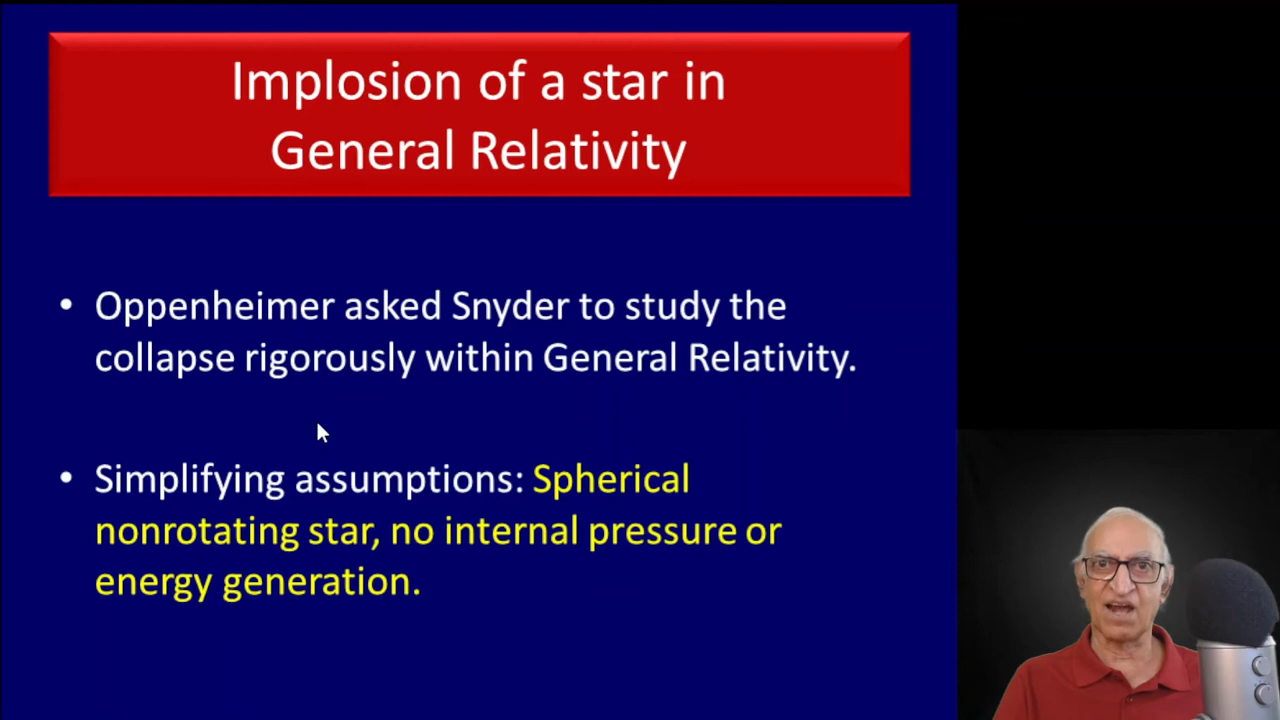 Implosion of a star in
General Relativity
• Oppenheimer asked Snyder to study the
collapse rigorously within General Relativity.
• Simplifying assumptions: Spherical
nonrotating star, no internal pressure or
energy generation.